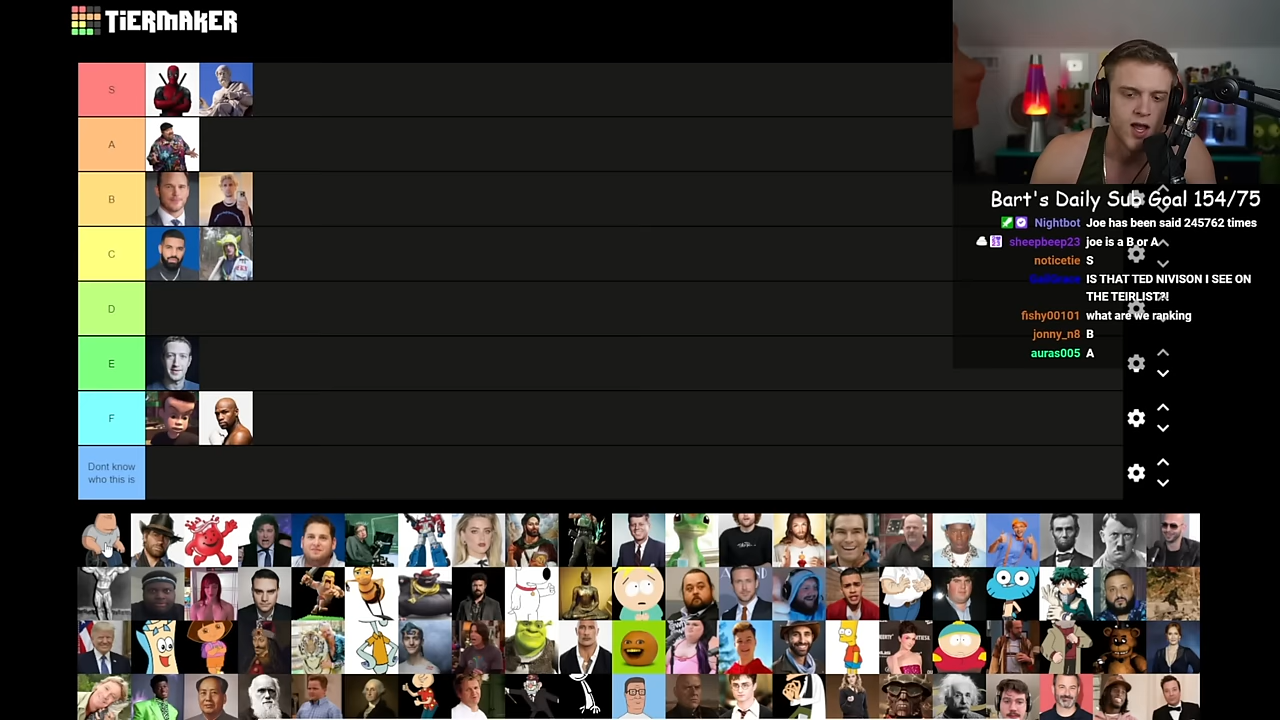 TiERMAKER
S
A
B
C
D
E
F
Dont know
who this is
Bart's Daily Sub Goal 154/75
Nightbot Joe has been said 245762 times
sheepbeep23 joe is a B or A
noticetie S
IS THAT TED NIVISON I SEE ON
THE TEIRLIST?!
fishy00101 what are we ranking
jonny_n8 B
auras005 A